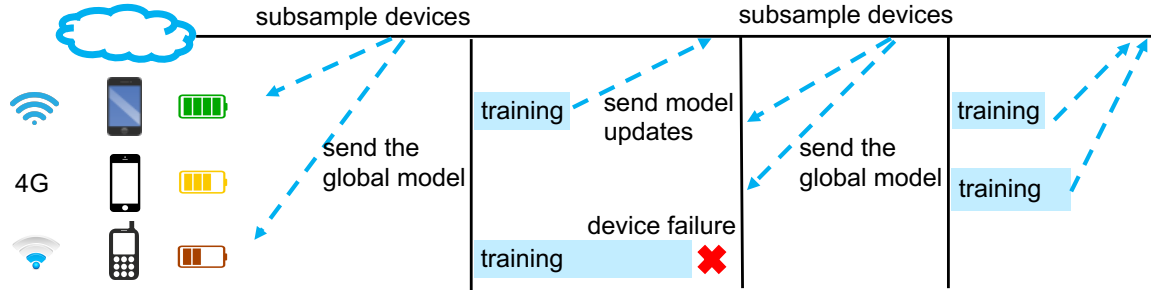 subsample devices
subsample devices
training
send model
updates
training
send the
global model
4G
send the
global model
training
device failure
training